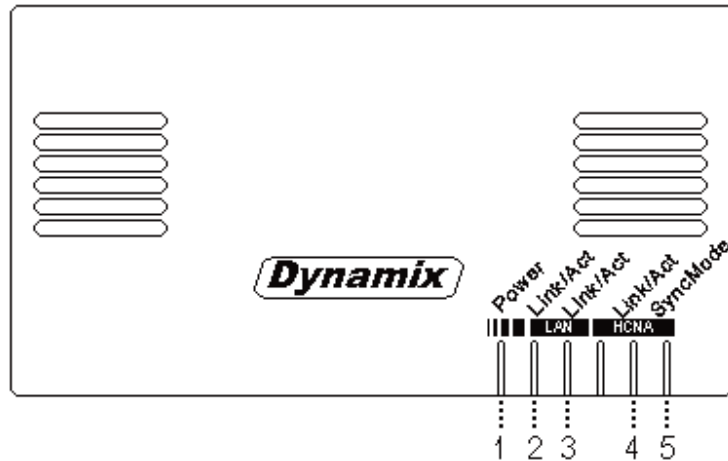 Dynamix
Power
Link/Act
Link/Act
Link/Act
SyncMode
LAN
HCNA
1 2 3 4 5